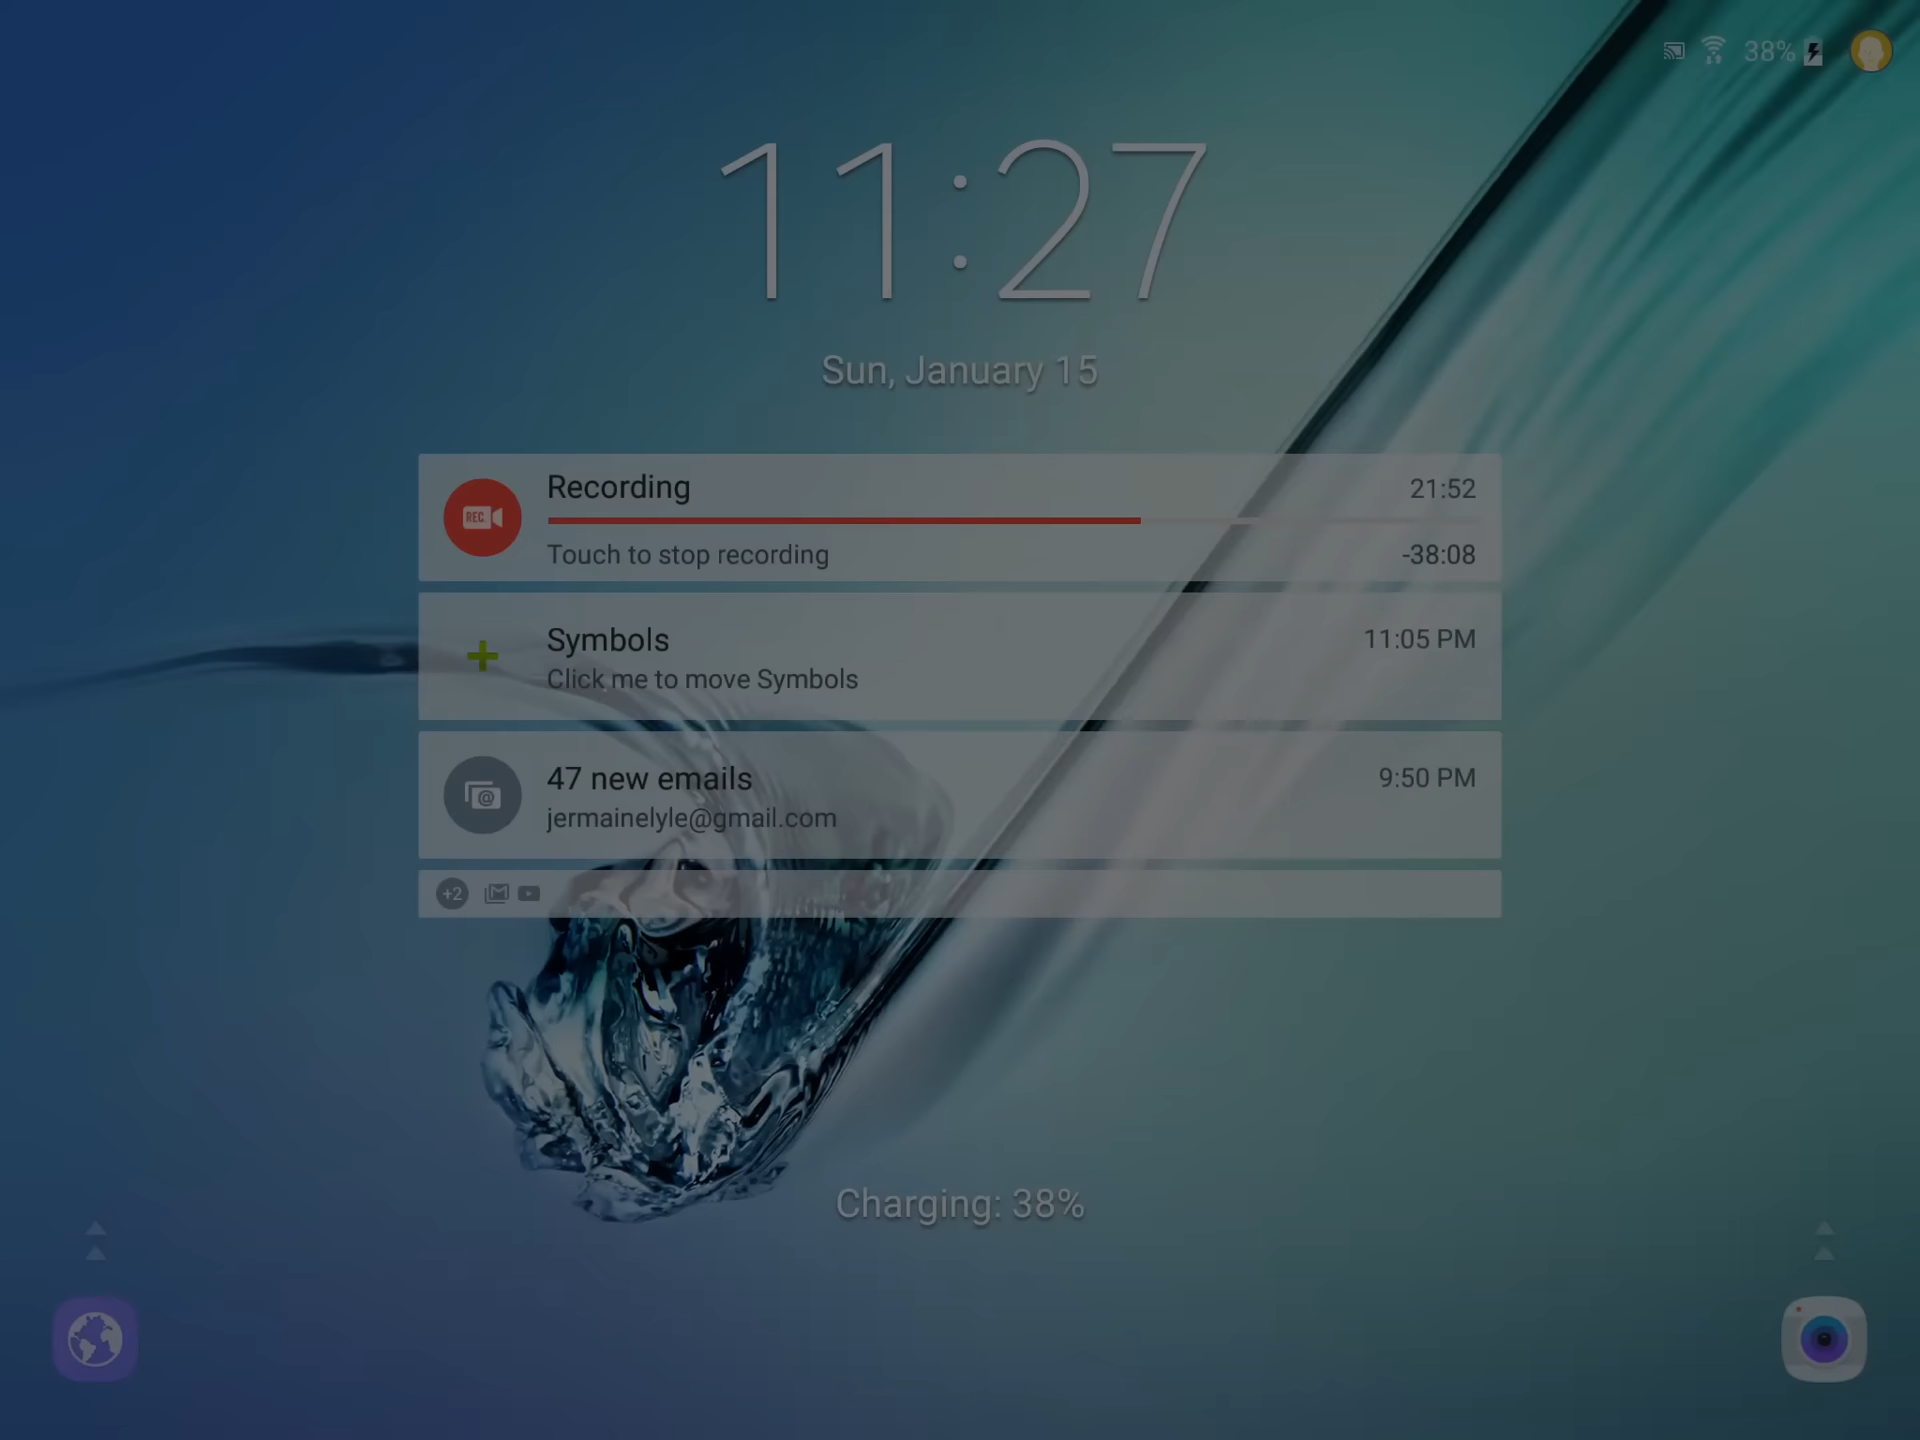 38%
11:27
Sun, January 15
REC
Recording
21:52
Touch to stop recording
-38:08
Symbols
11:05 PM
Click me to move Symbols
47 new emails
9:50 PM
jermainelyle@gmail.com
+2
Charging: 38%